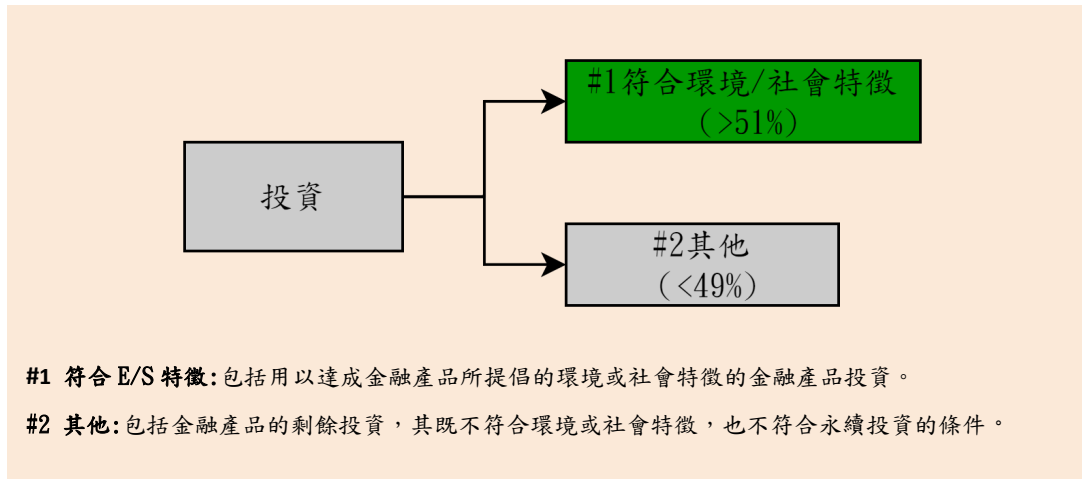 #1符合環境/社會特徵
(>51%)
投資
#2其他
(<49%)
#1 符合 E/S 特徵:包括用以達成金融產品所提倡的環境或社會特徵的金融產品投資。
#2 其他:包括金融產品的剩餘投資，其既不符合環境或社會特徵，也不符合永續投資的條件。